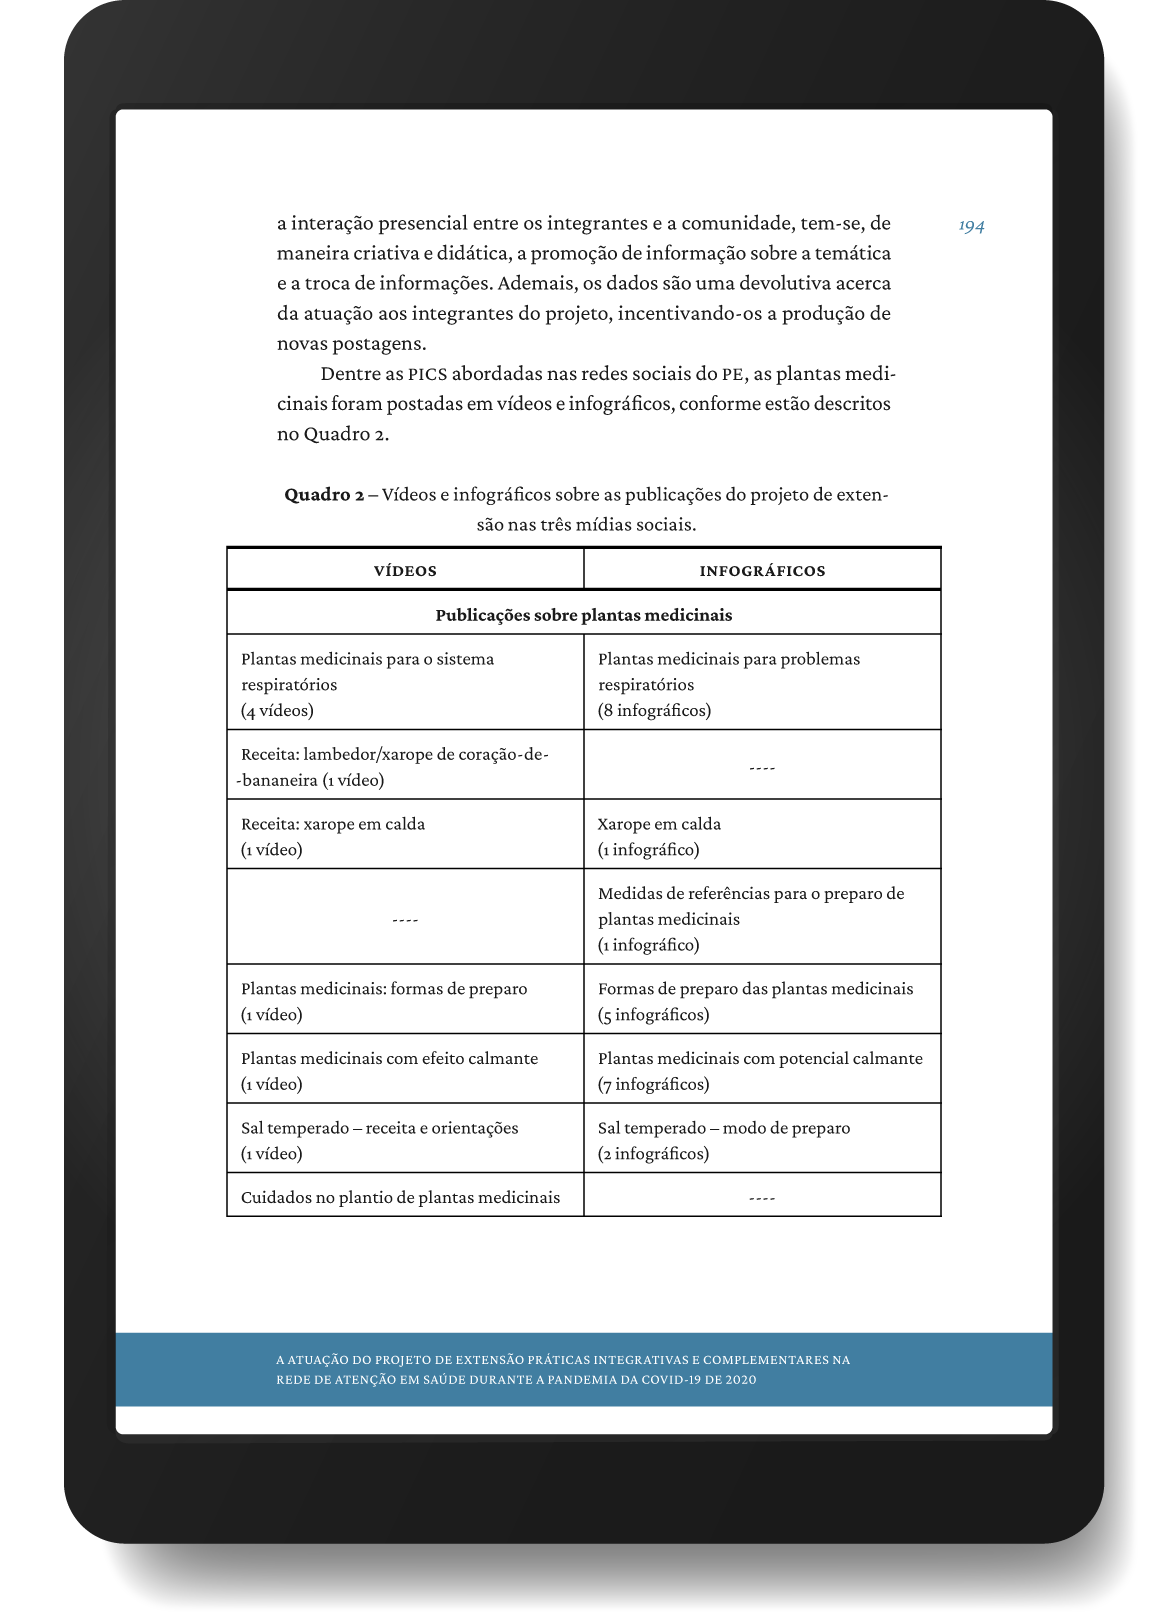 194
a interação presencial entre os integrantes e a comunidade, tem-se, de
maneira criativa e didática, a promoção de informação sobre a temática
e a troca de informações. Ademais, os dados são uma devolutiva acerca
da atuação aos integrantes do projeto, incentivando-os a produção de
novas postagens.
Dentre as PICS abordadas nas redes sociais do PE, as plantas medi-
cinais foram postadas em vídeos e infográficos, conforme estão descritos
no Quadro 2.
Quadro 2 – Vídeos e infográficos sobre as publicações do projeto de exten-
são nas três mídias sociais.
VÍDEOS
INFOGRÁFICOS
Publicações sobre plantas medicinais
Plantas medicinais para o sistema
respiratórios
(4 vídeos)
Plantas medicinais para problemas
respiratórios
(8 infográficos)
Receita: lambedor/xarope de coração-de-
-bananeira (1 vídeo)
----
Receita: xarope em calda
(1 vídeo)
Xarope em calda
(1 infográfico)
----
Medidas de referências para o preparo de
plantas medicinais
(1 infográfico)
Plantas medicinais: formas de preparo
(1 vídeo)
Formas de preparo das plantas medicinais
(5 infográficos)
Plantas medicinais com efeito calmante
(1 vídeo)
Plantas medicinais com potencial calmante
(7 infográficos)
Sal temperado – receita e orientações
(1 vídeo)
Sal temperado – modo de preparo
(2 infográficos)
Cuidados no plantio de plantas medicinais
----
A ATUAÇÃO DO PROJETO DE EXTENSÃO PRÁTICAS INTEGRATIVAS E COMPLEMENTARES NA
REDE DE ATENÇÃO EM SAÚDE DURANTE A PANDEMIA DA COVID-19 DE 2020